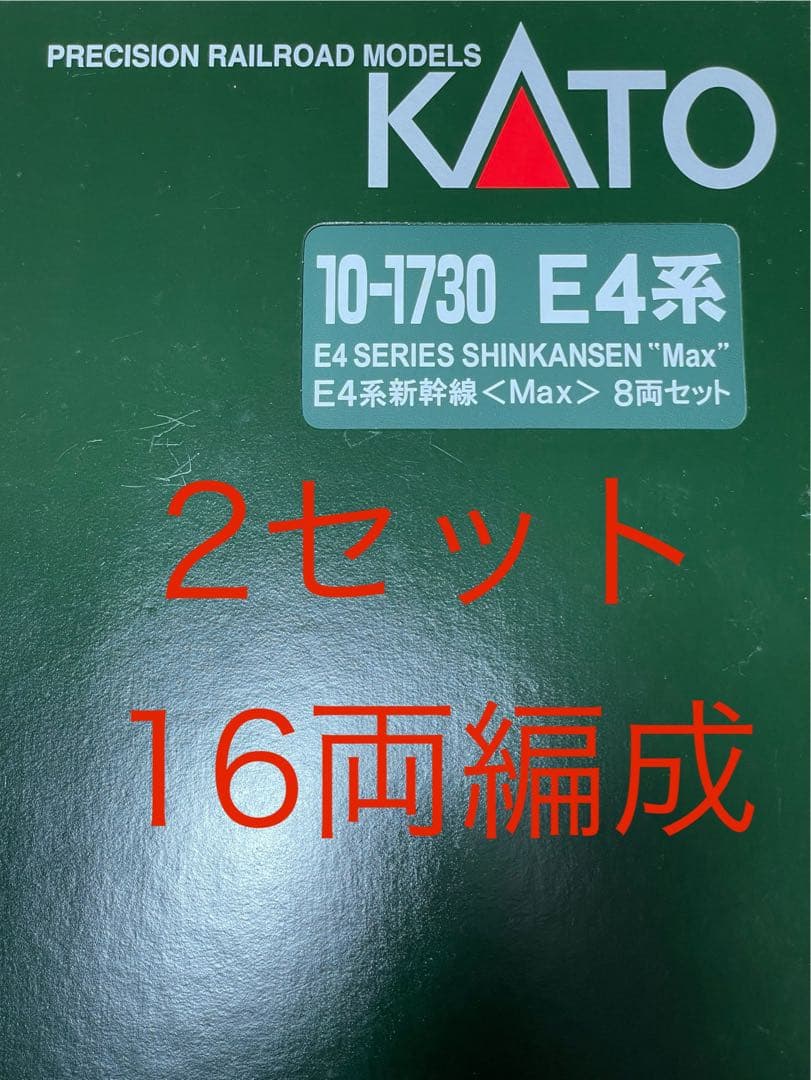 PRECISION RAILROAD MODELS
KATO
10-1730 E4系
E4 SERIES SHINKANSEN "Max"
E4系新幹線＜Max＞ 8両セット
2セット
16両編成